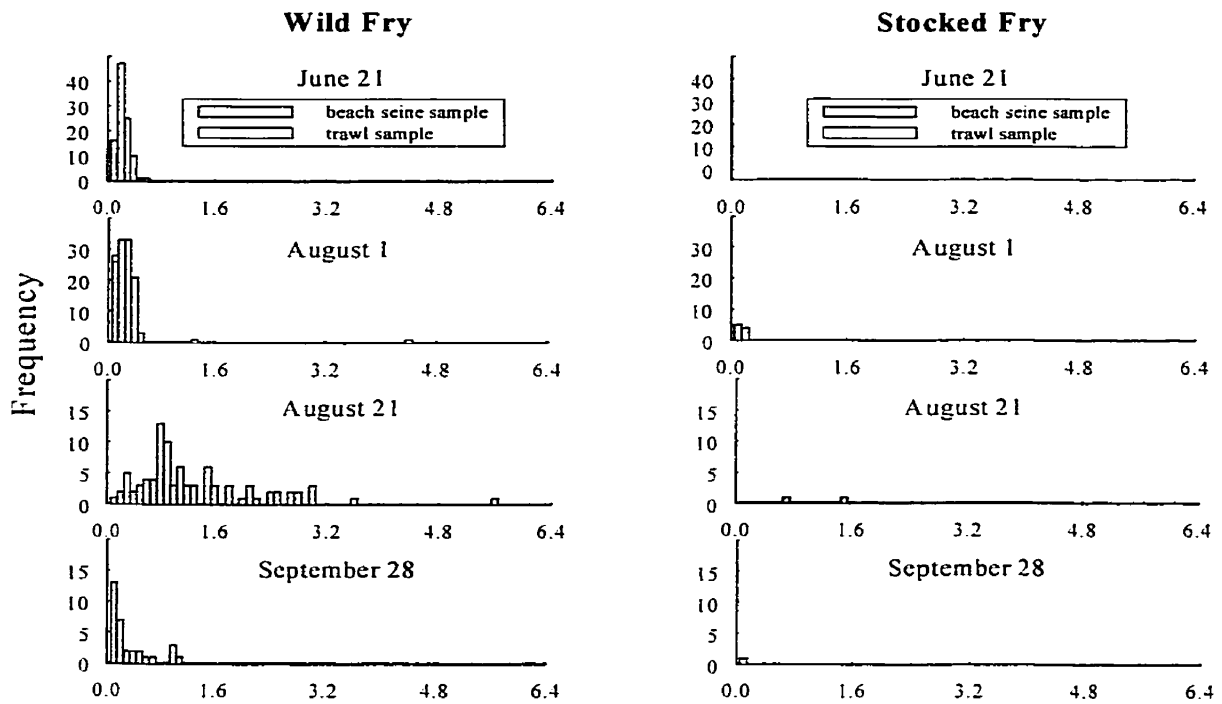 Wild Fry
June 21
beach seine sample
trawl sample
40
30
20
10
0
0.0 1.6 3.2 4.8 6.4
August 1
30
20
10
0
0.0 1.6 3.2 4.8 6.4
August 21
15
10
5
0
0.0 1.6 3.2 4.8 6.4
September 28
15
10
5
0
0.0 1.6 3.2 4.8 6.4
Frequency
Stocked Fry
June 21
beach seine sample
trawl sample
40
30
20
10
0
0.0 1.6 3.2 4.8 6.4
August 1
30
20
10
0
0.0 1.6 3.2 4.8 6.4
August 21
15
10
5
0
0.0 1.6 3.2 4.8 6.4
September 28
15
10
5
0
0.0 1.6 3.2 4.8 6.4